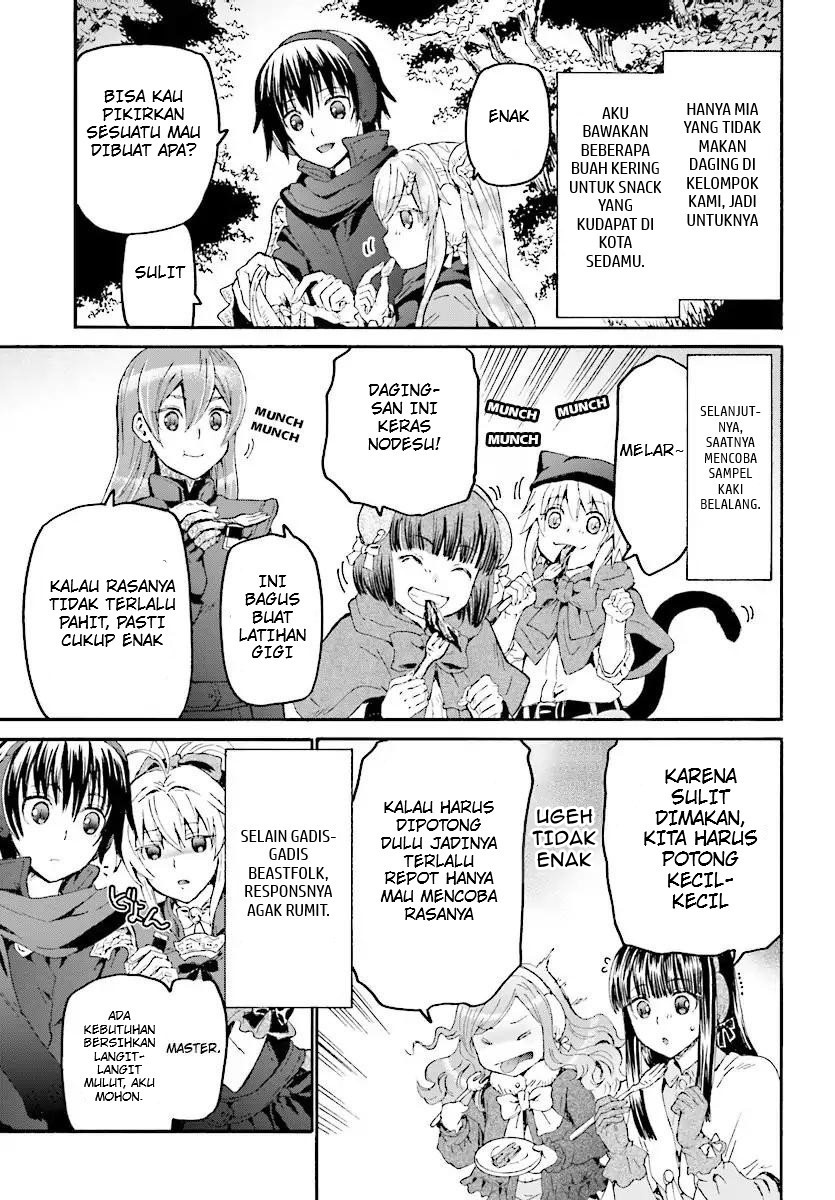 HANYA MIA
YANG TIDAK
MAKAN
DAGING DI
KELOMPOK
KAMI, JADI
UNTUKNYA
AKU
BAWAKAN
BEBERAPA
BUAH KERING
UNTUK SNACK
YANG
KUDAPAT DI
KOTA
SEDAMU.
ENAK
BISA KAU
PIKIRKAN
SESUATU MAU
DIBUAT APA?
SULIT
SELANJUT-
NYA,
SAATNYA
MENCOBA
SAMPEL
KAKI
BELALANG.
MELAR~
MUNCH
MUNCH
MUNCH
DAGING-
SAN INI
KERAS
NODESU!
MUNCH
MUNCH
INI
BAGUS
BUAT
LATIHAN
GIGI
KALAU RASANYA
TIDAK TERLALU
PAHIT, PASTI
CUKUP ENAK
KARENA
SULIT
DIMAKAN,
KITA HARUS
POTONG
KECIL-
KECIL
UGEH
TIDAK
ENAK
KALAU HARUS
DIPOTONG
DULU JADINYA
TERLALU
REPOT HANYA
MAU MENCOBA
RASANYA
SELAIN GADIS-
GADIS
BEASTFOLK,
RESPONSNYA
AGAK RUMIT.
どよん
MASTER,
ADA
KEBUTUHAN
BERSIHKAN
LANGIT-
LANGIT
MULUT, AKU
MOHON.